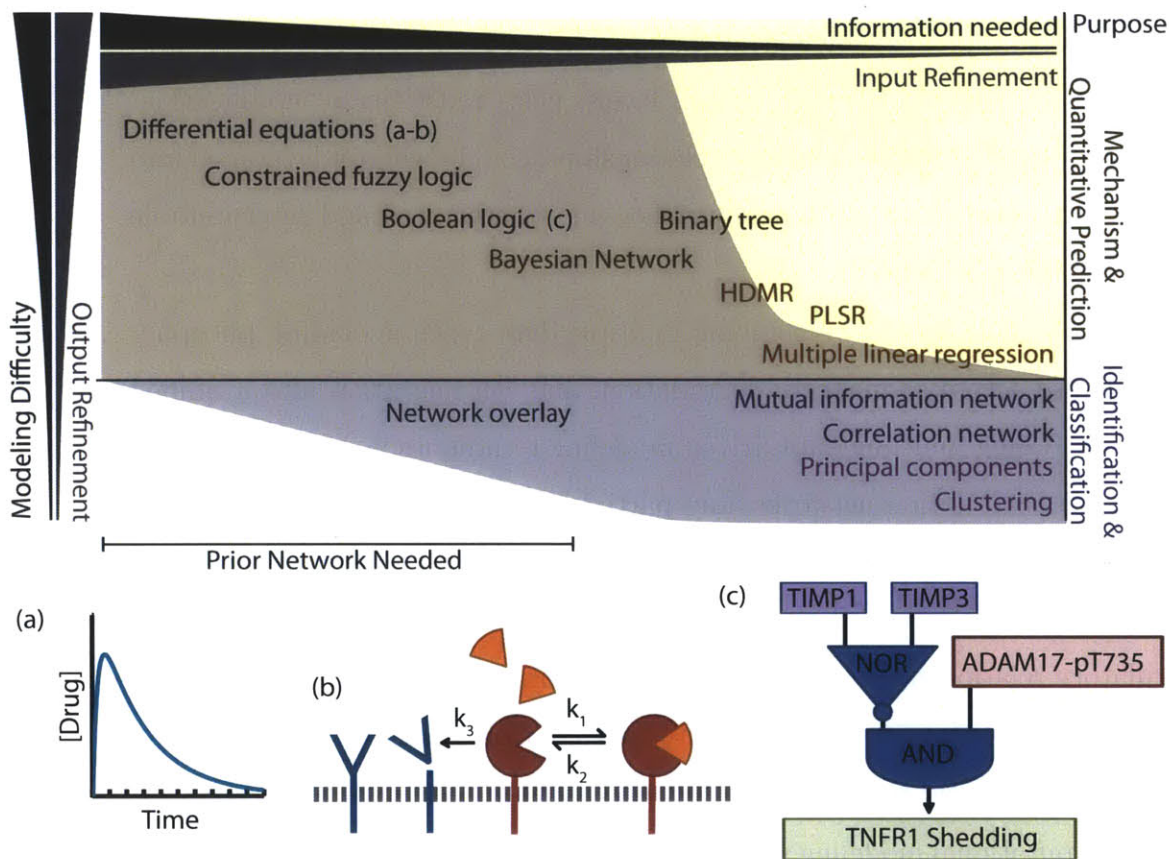 Information needed
Purpose
Input Refinement
Differential equations (a-b)
Constrained fuzzy logic
Boolean logic (c)
Binary tree
Bayesian Network
HDMR
PLSR
Multiple linear regression
Mechanism &
Quantitative Prediction
Modeling Difficulty
Output Refinement
Network overlay
Mutual information network
Correlation network
Principal components
Clustering
Identification &
Classification
Prior Network Needed
(a)
[Drug]
Time
(b)
k3
k1
k2
(c)
TIMP1
TIMP3
NOR
ADAM17-pT735
AND
TNFR1 Shedding